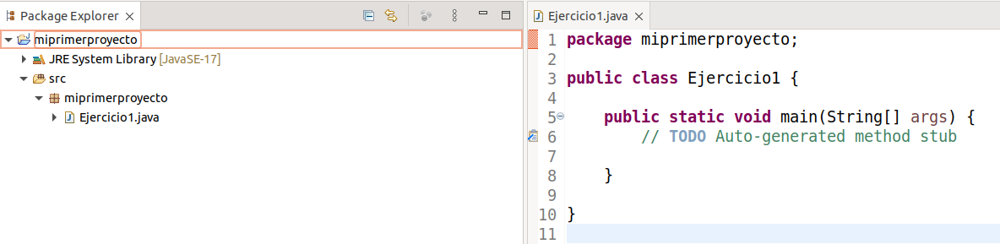 Package Explorer
miprimerproyecto
JRE System Library [JavaSE-17]
src
miprimerproyecto
Ejercicio1.java
Ejercicio1.java
1 package miprimerproyecto;
2
3 public class Ejercicio1 {
4
5 public static void main(String[] args) {
6 // TODO Auto-generated method stub
7
8 }
9
10 }
11